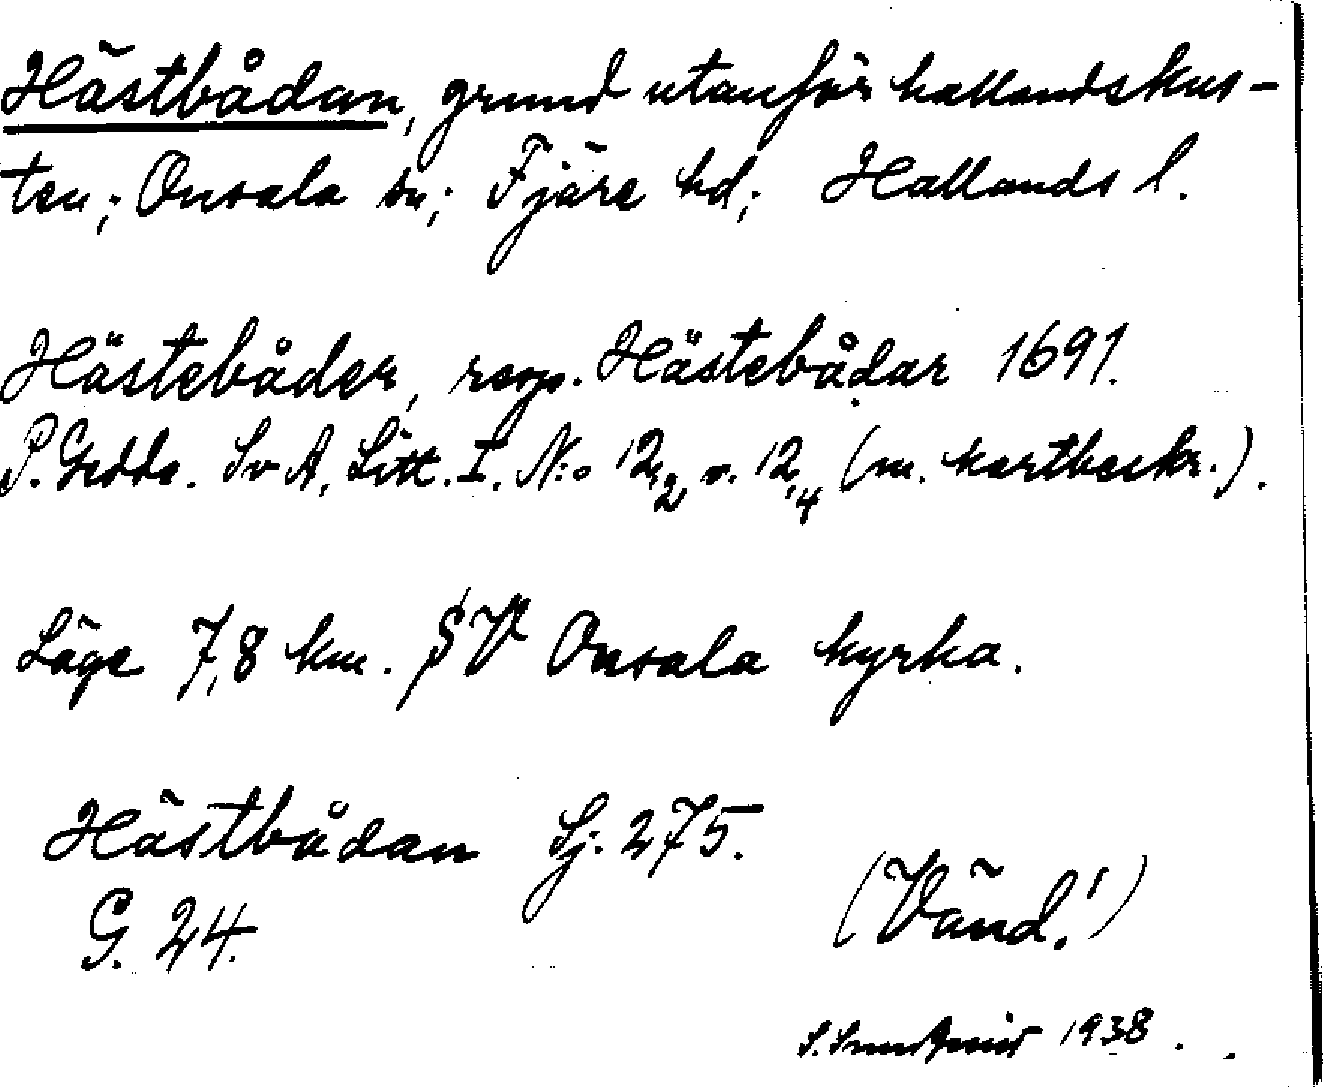 Hästbådan, grund utanför hallandskus-
ten; Onsala sn; Fjäre hd; Hallands l.
Hästebåder, resp. Hästebådar 1691.
P. Gedda. Sv A, Litt. I. N:o 12,2 o. 12,4 (m. kartbeskr.).
Läge 7,8 km. SV Onsala kyrka.
Hästbådan Sj. 275.
G. 24.
(Vänd!)
1938.